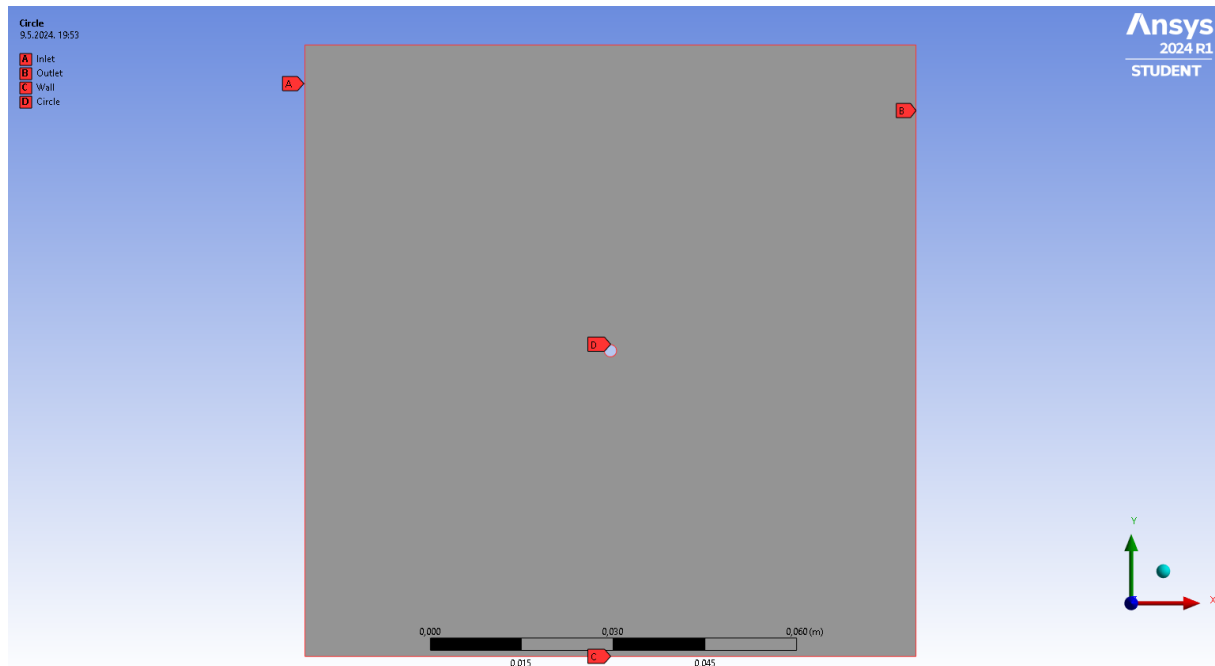 Circle
9.5.2024. 19:53
A Inlet
B Outlet
C Wall
D Circle
Ansys
2024 R1
STUDENT
A
B
D
Y
X
0,000 0,030 0,060 (m)
0,015 0,045
C